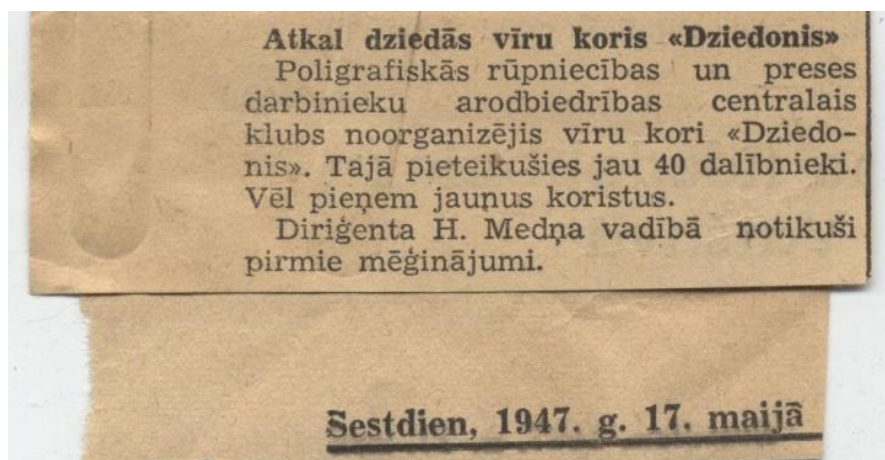 Atkal dziedās vīru koris «Dziedonis»
Poligrafiskās rūpniecības un preses
darbinieku arodbiedrības centralais
klubs noorganizējis vīru kori «Dziedo-
nis». Tajā pieteikušies jau 40 dalībnieki.
Vēl pieņem jauņus koristus.
Diriģenta H. Medņa vadībā notikuši
pirmie mēģinājumi.
Sestdien, 1947. g. 17. maijā